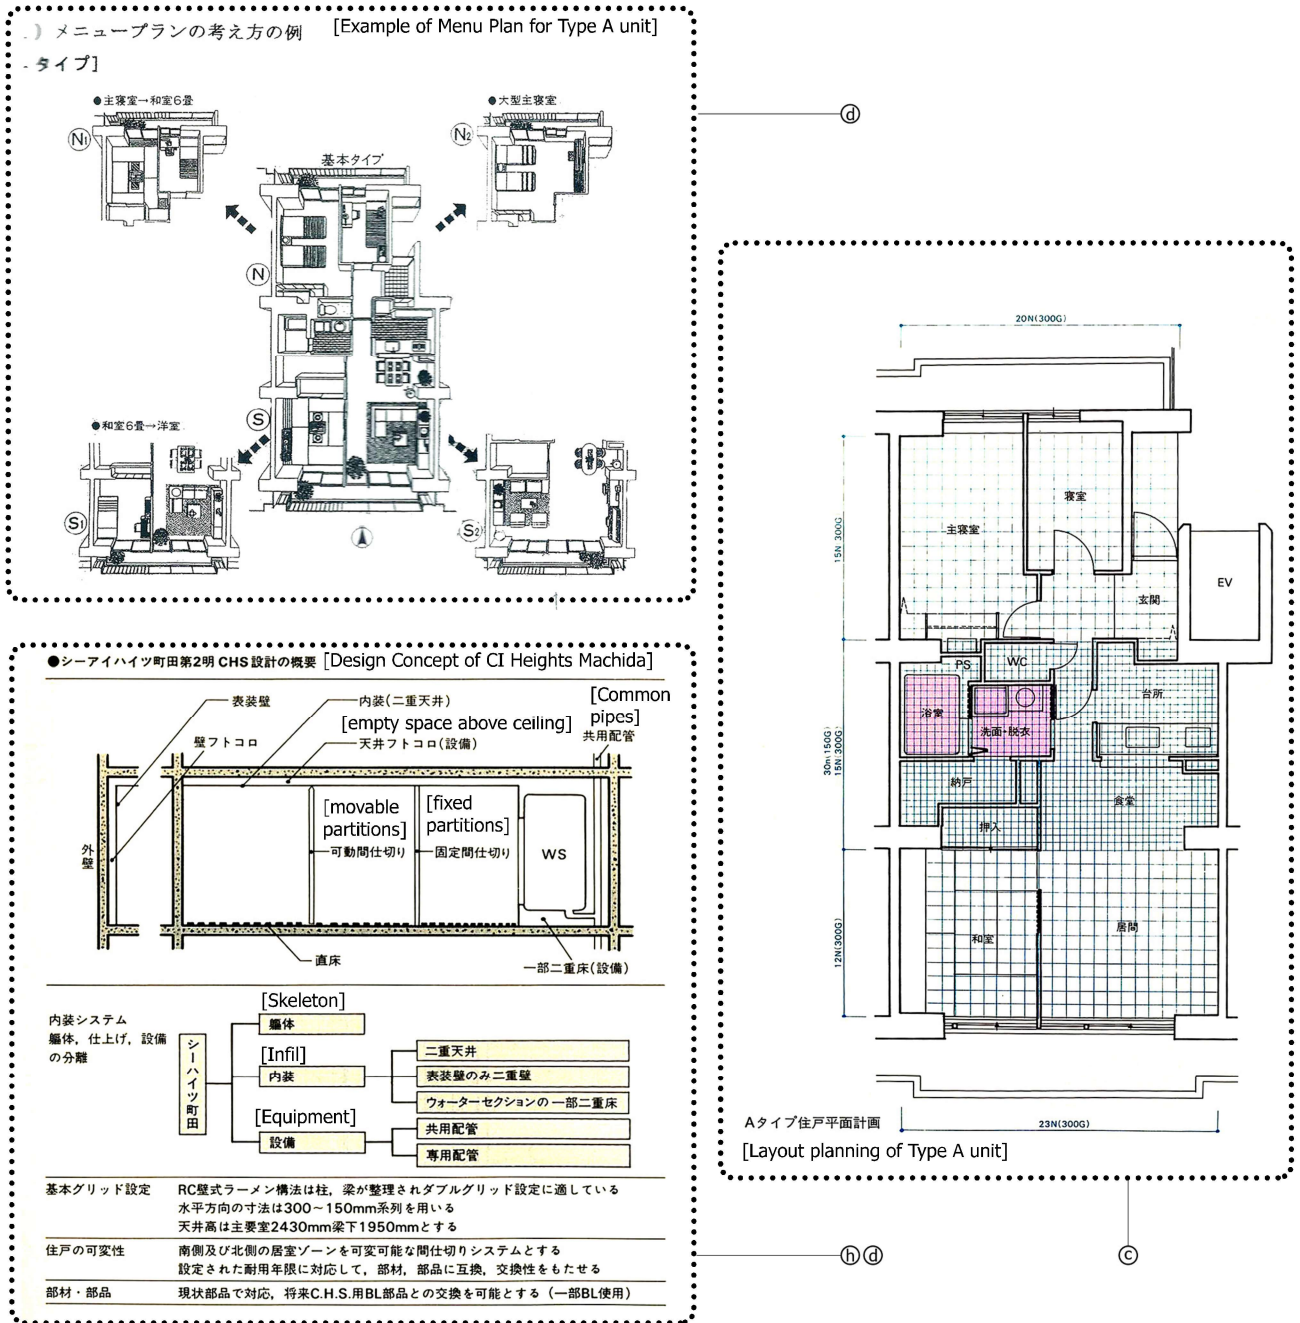 ) メニュープランの考え方の例 [Example of Menu Plan for Type A unit]
-タイプ]
●主寝室→和室6畳
●大型主寝室
N1
N2
基本タイプ
N
S
●和室6畳→洋室
S1
S2
ⓓ
20N(300G)
15N(300G)
主寝室
寝室
玄関
EV
PS
WC
台所
浴室
洗面・脱衣
30m(150G)
15N(300G)
納戸
食堂
押入
12N(300G)
和室
居間
Aタイプ住戸平面計画
23N(300G)
[Layout planning of Type A unit]
ⓒ
●シーアイハイツ町田第2明 CHS設計の概要 [Design Concept of CI Heights Machida]
表装壁
内装(二重天井)
[Common
pipes]
共用配管
[empty space above ceiling]
壁フトコロ
天井フトコロ(設備)
[movable
partitions]
可動間仕切り
[fixed
partitions]
固定間仕切り
WS
外壁
直床
一部二重床(設備)
内装システム
軀体, 仕上げ, 設備
の分離
シーハイツ町田
[Skeleton]
軀体
[Infil]
内装
[Equipment]
設備
二重天井
表装壁のみ二重壁
ウォーターセクションの一部二重床
共用配管
専用配管
基本グリッド設定 RC壁式ラーメン構法は柱, 梁が整理されダブルグリッド設定に適している
水平方向の寸法は300~150mm系列を用いる
天井高は主要室2430mm梁下1950mmとする
住戸の可変性 南側及び北側の居室ゾーンを可変可能な間仕切りシステムとする
設定された耐用年限に対応して, 部材, 部品に互換, 交換性をもたせる
部材・部品 現状部品で対応, 将来C.H.S.用BL部品との交換を可能とする (一部BL使用)
ⓗⓓ